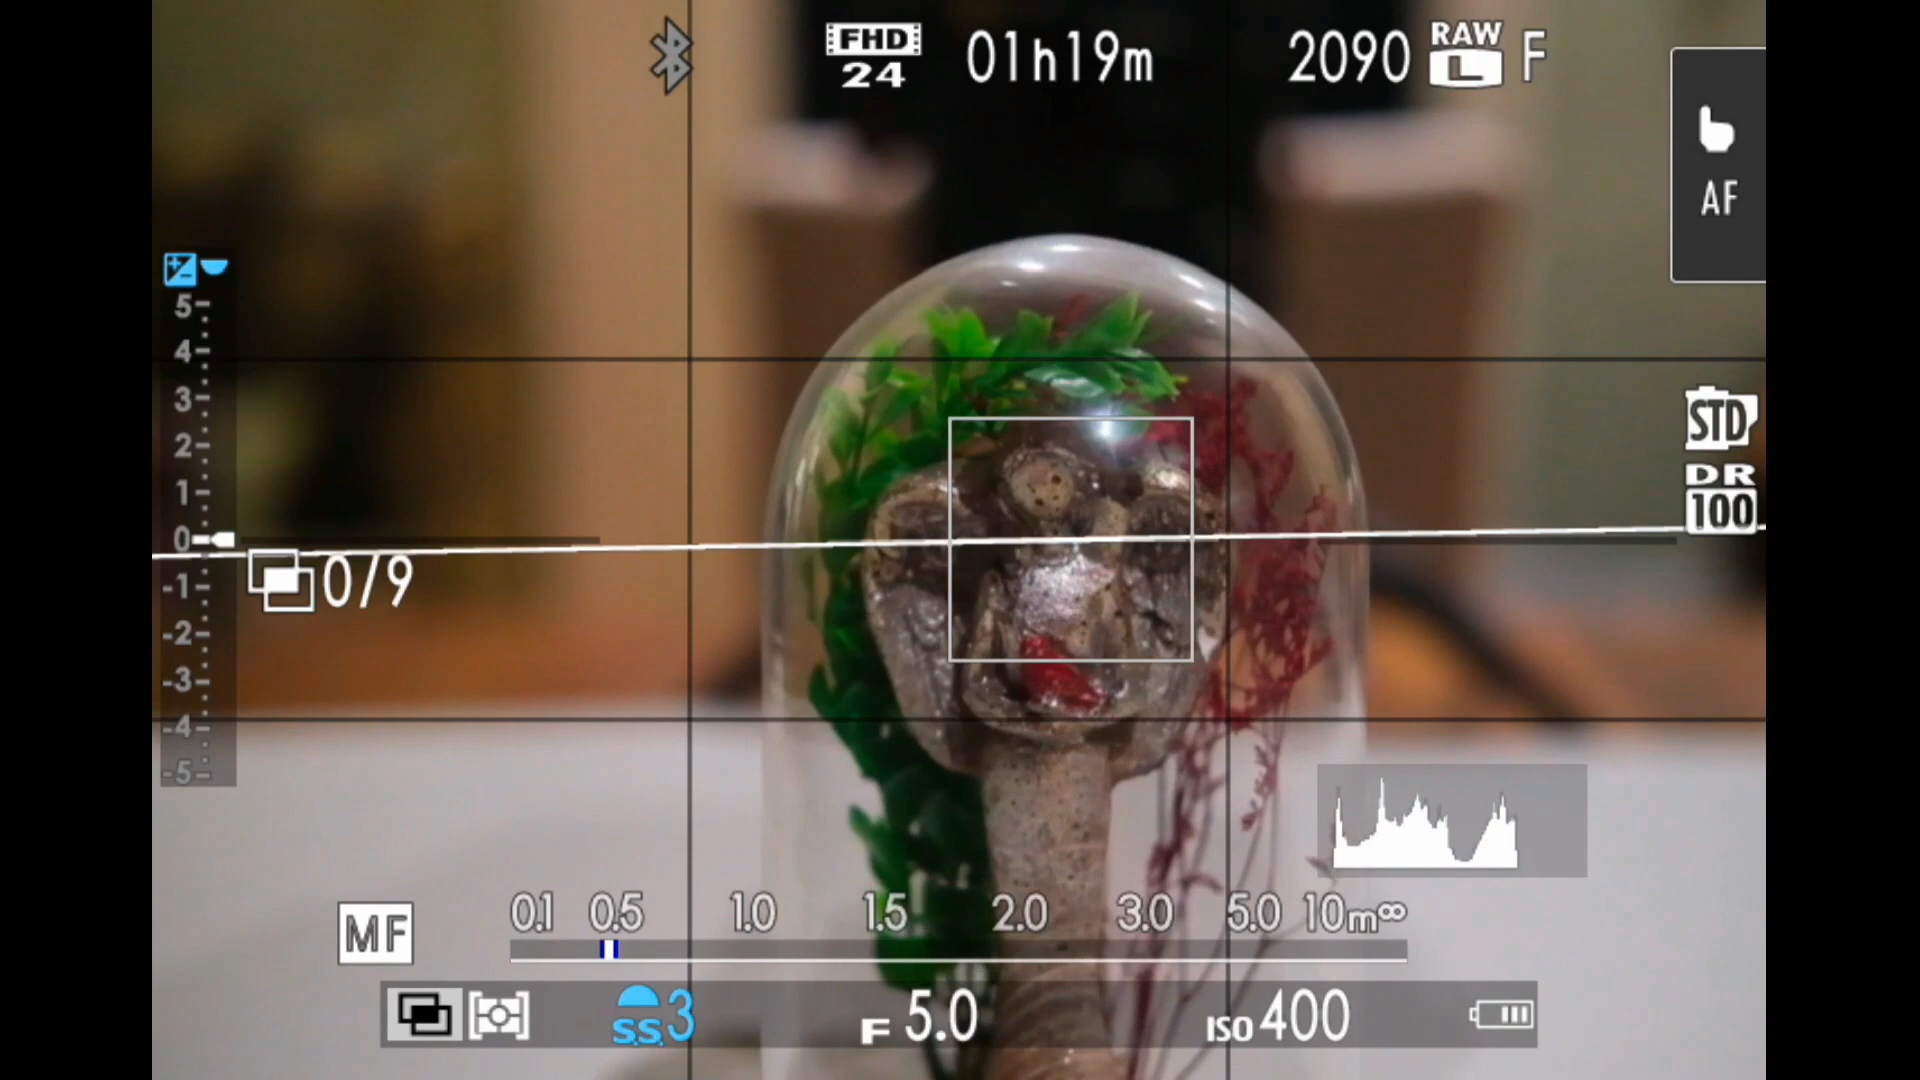 FHD 24 01h19m 2090 RAW L F
AF
5
4
3
2
1
0
-1
-2
-3
-4
-5
0/9
STD
DR
100
MF 0.1 0.5 1.0 1.5 2.0 3.0 5.0 10m∞
S.S. 3 F 5.0 ISO 400